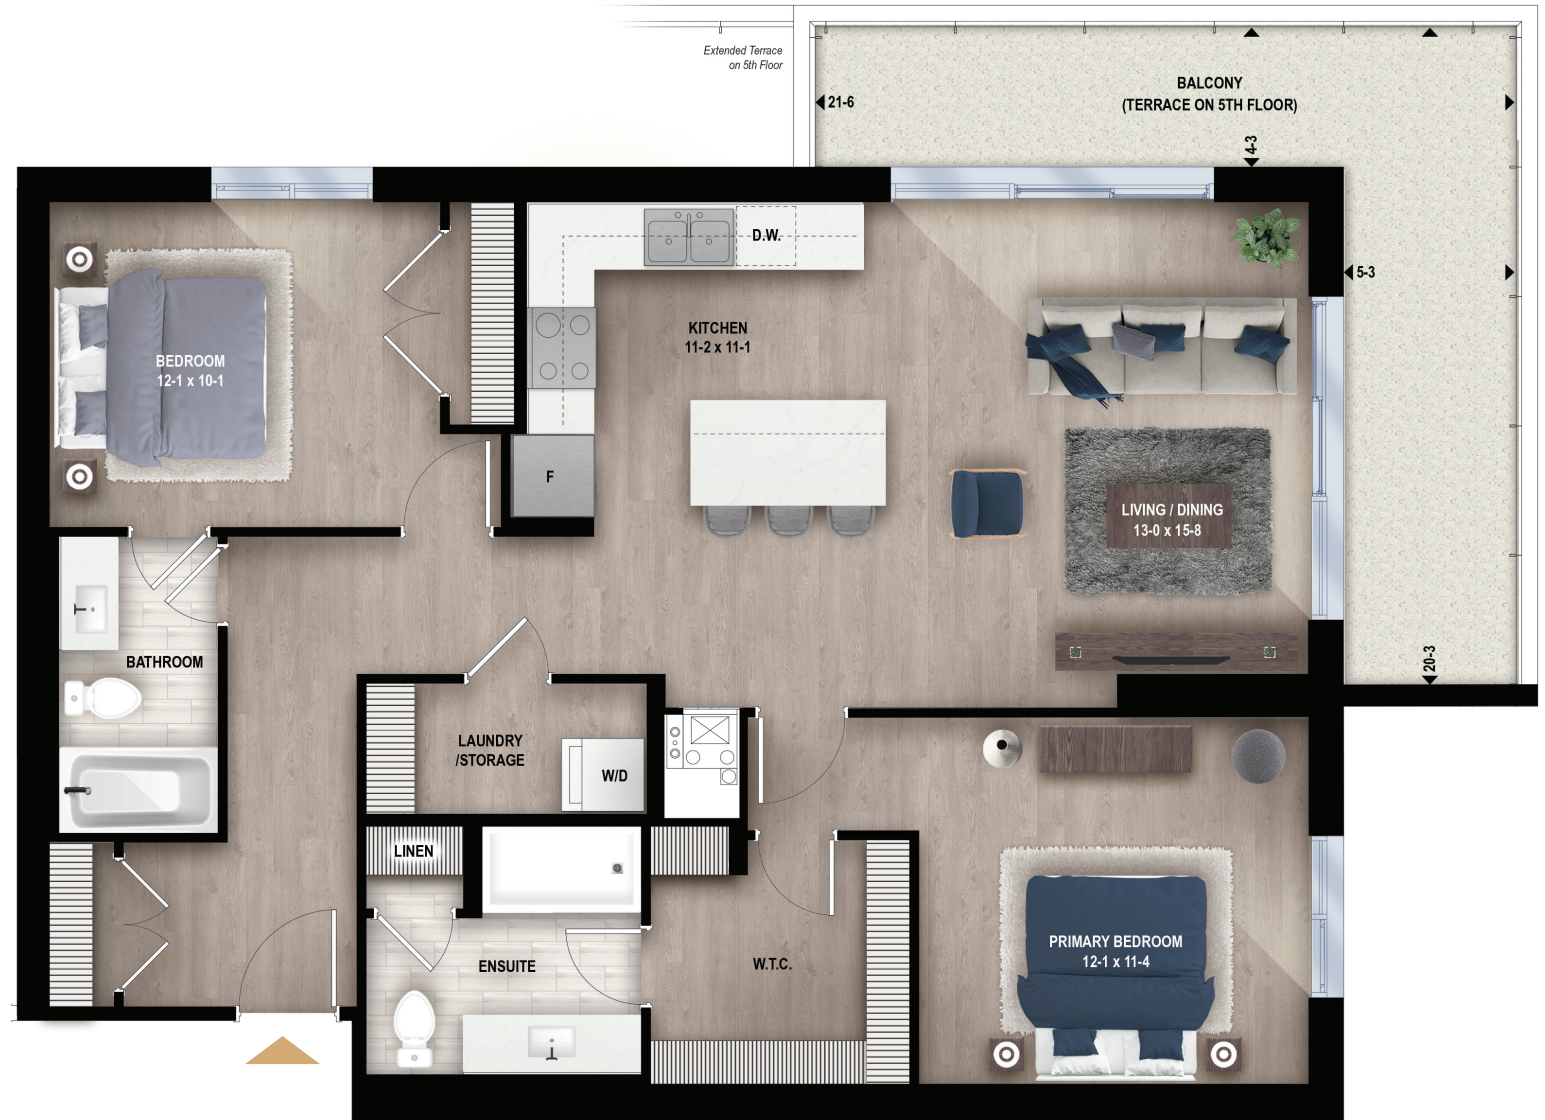 Extended Terrace
on 5th Floor
BALCONY
(TERRACE ON 5TH FLOOR)
21-6
4-3
5-3
20-3
D.W.
KITCHEN
11-2 x 11-1
BEDROOM
12-1 x 10-1
F
LIVING / DINING
13-0 x 15-8
BATHROOM
LAUNDRY
/STORAGE
W/D
LINEN
ENSUITE
W.T.C.
PRIMARY BEDROOM
12-1 x 11-4